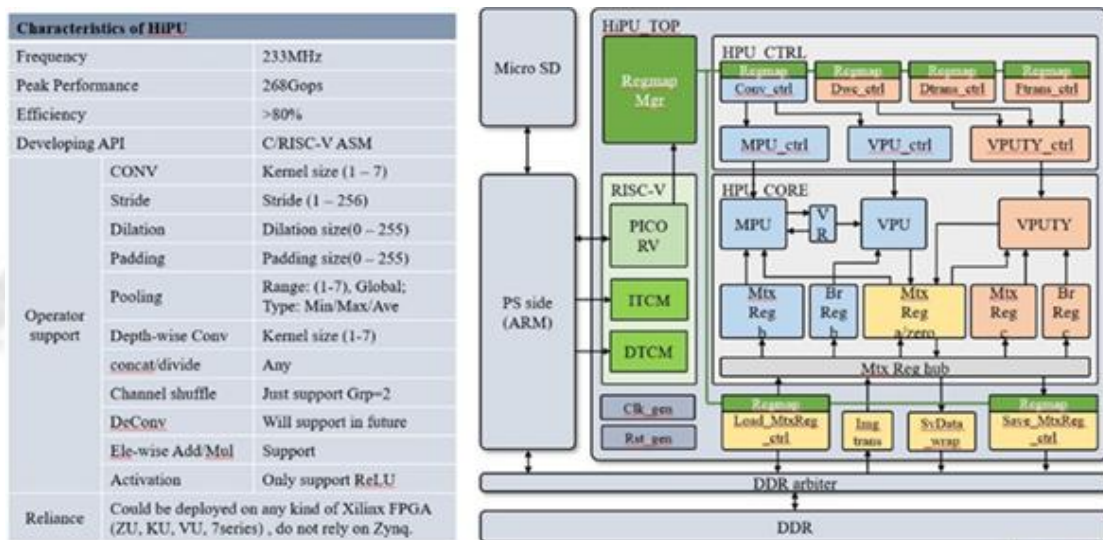 Characteristics of HiPU
Frequency 233MHz
Peak Performance 268Gops
Efficiency >80%
Developing API C/RISC-V ASM
Operator support
CONV Kernel size (1 – 7)
Stride Stride (1 – 256)
Dilation Dilation size(0 – 255)
Padding Padding size(0 – 255)
Pooling Range: (1-7), Global;
Type: Min/Max/Ave
Depth-wise Conv Kernel size (1-7)
concat/divide Any
Channel shuffle Just support Grp=2
DeConv Will support in future
Ele-wise Add/Mul Support
Activation Only support ReLU
Reliance Could be deployed on any kind of Xilinx FPGA
(ZU, KU, VU, 7series) , do not rely on Zynq.
Micro SD
PS side
(ARM)
HiPU_TOP
Regmap
Mgr
RISC-V
PICO
RV
ITCM
DTCM
Clk_gen
Rst_gen
HPU_CTRL
Regmap Regmap Regmap Regmap
Conv_ctrl Dwc_ctrl Dtrans_ctrl Ftrans_ctrl
MPU_ctrl VPU_ctrl VPUTY_ctrl
HPU_CORE
MPU
V
R
VPU
VPUTY
Mtx
Reg
b
Br
Reg
b
Mtx
Reg
a/zero
Mtx
Reg
c
Br
Reg
c
Mtx Reg hub
Regmap
Load_MtxReg
_ctrl
Img
trans
SvData
_wrap
Regmap
Save_MtxReg
_ctrl
DDR arbiter
DDR